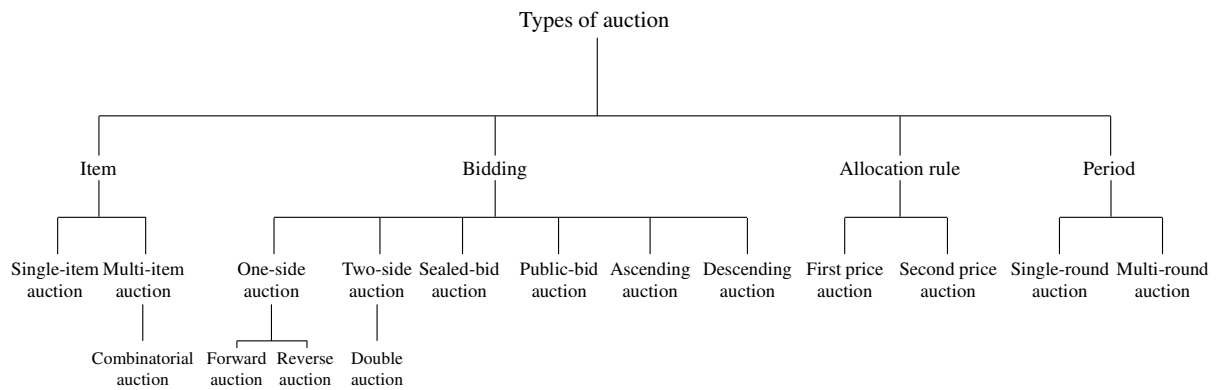 Types of auction
Item
Bidding
Allocation rule
Period
Single-item
auction
Multi-item
auction
One-side
auction
Two-side
auction
Sealed-bid
auction
Public-bid
auction
Ascending
auction
Descending
auction
First price
auction
Second price
auction
Single-round
auction
Multi-round
auction
Combinatorial
auction
Forward
auction
Reverse
auction
Double
auction